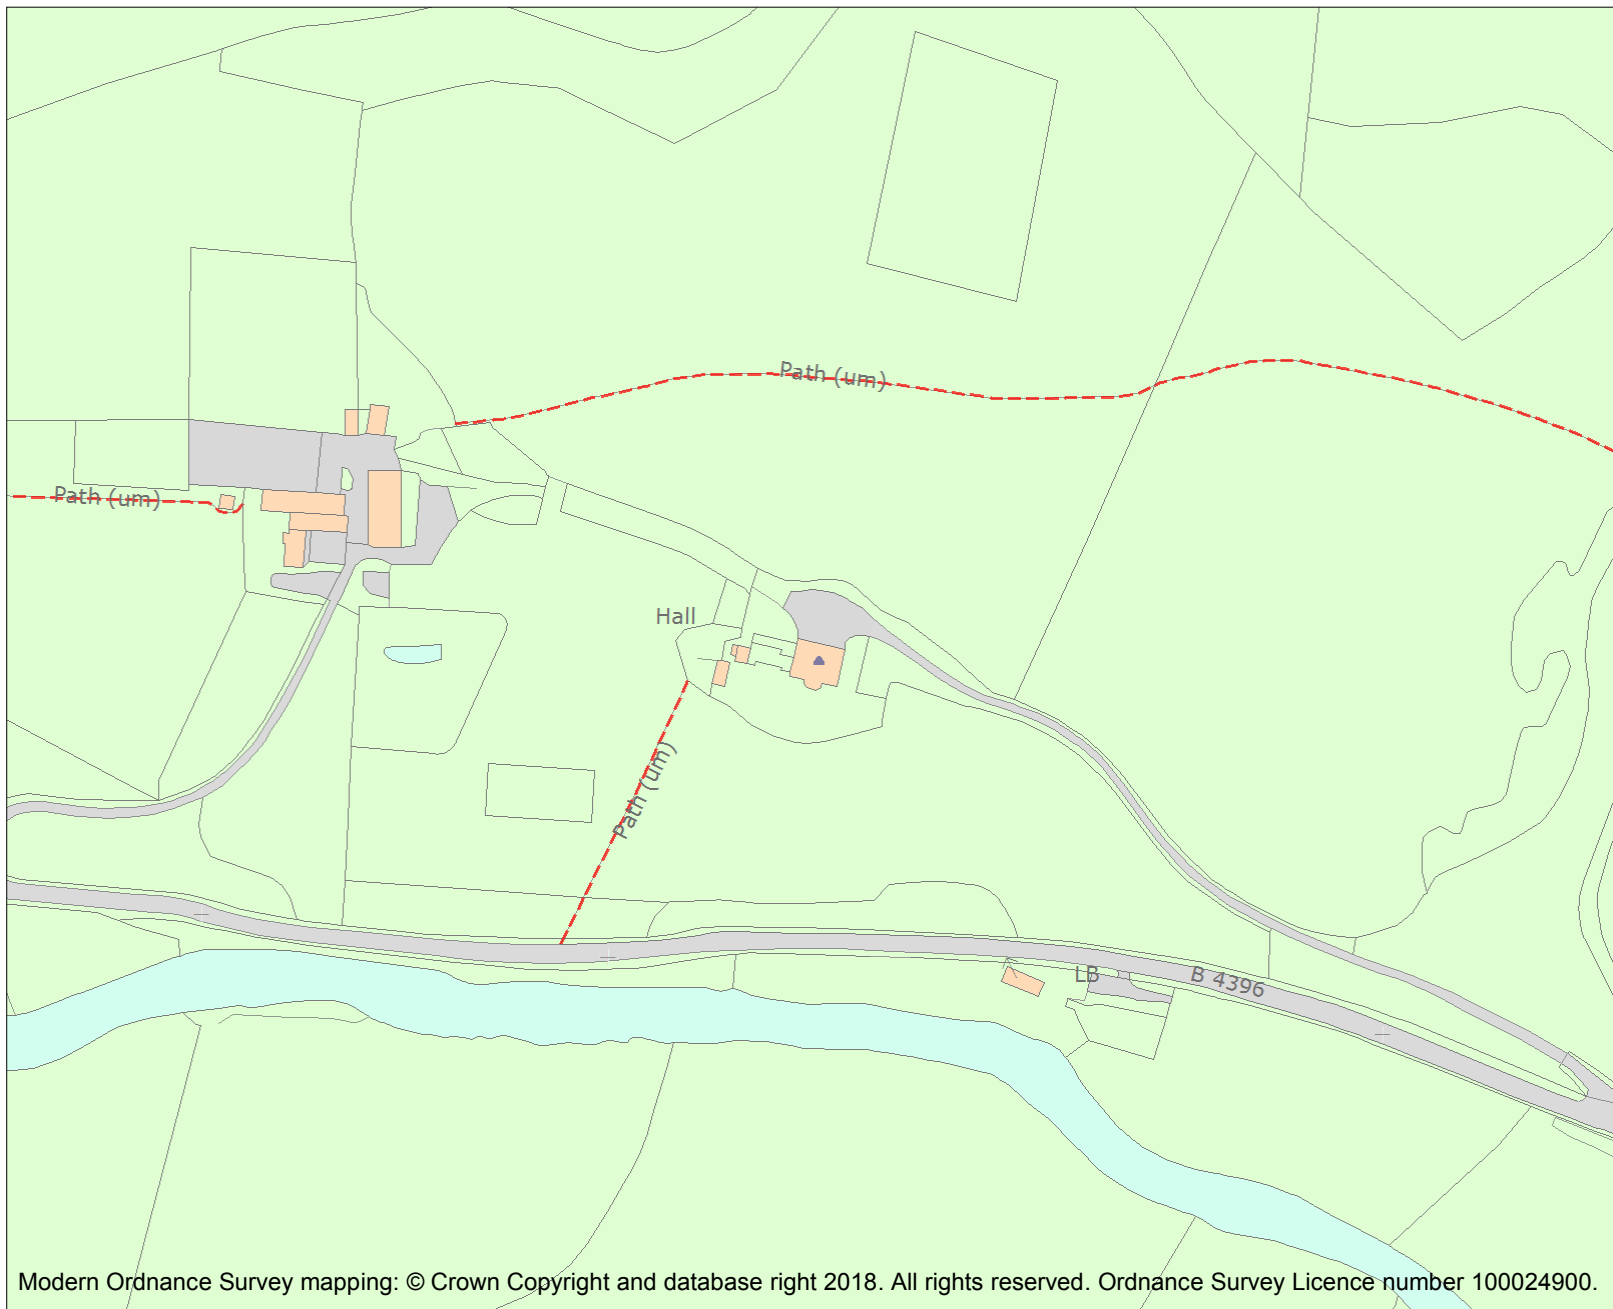 Path (um)
Path (um)
Hall
Path (um)
LB
B 4396
Modern Ordnance Survey mapping: © Crown Copyright and database right 2018. All rights reserved. Ordnance Survey Licence number 100024900.